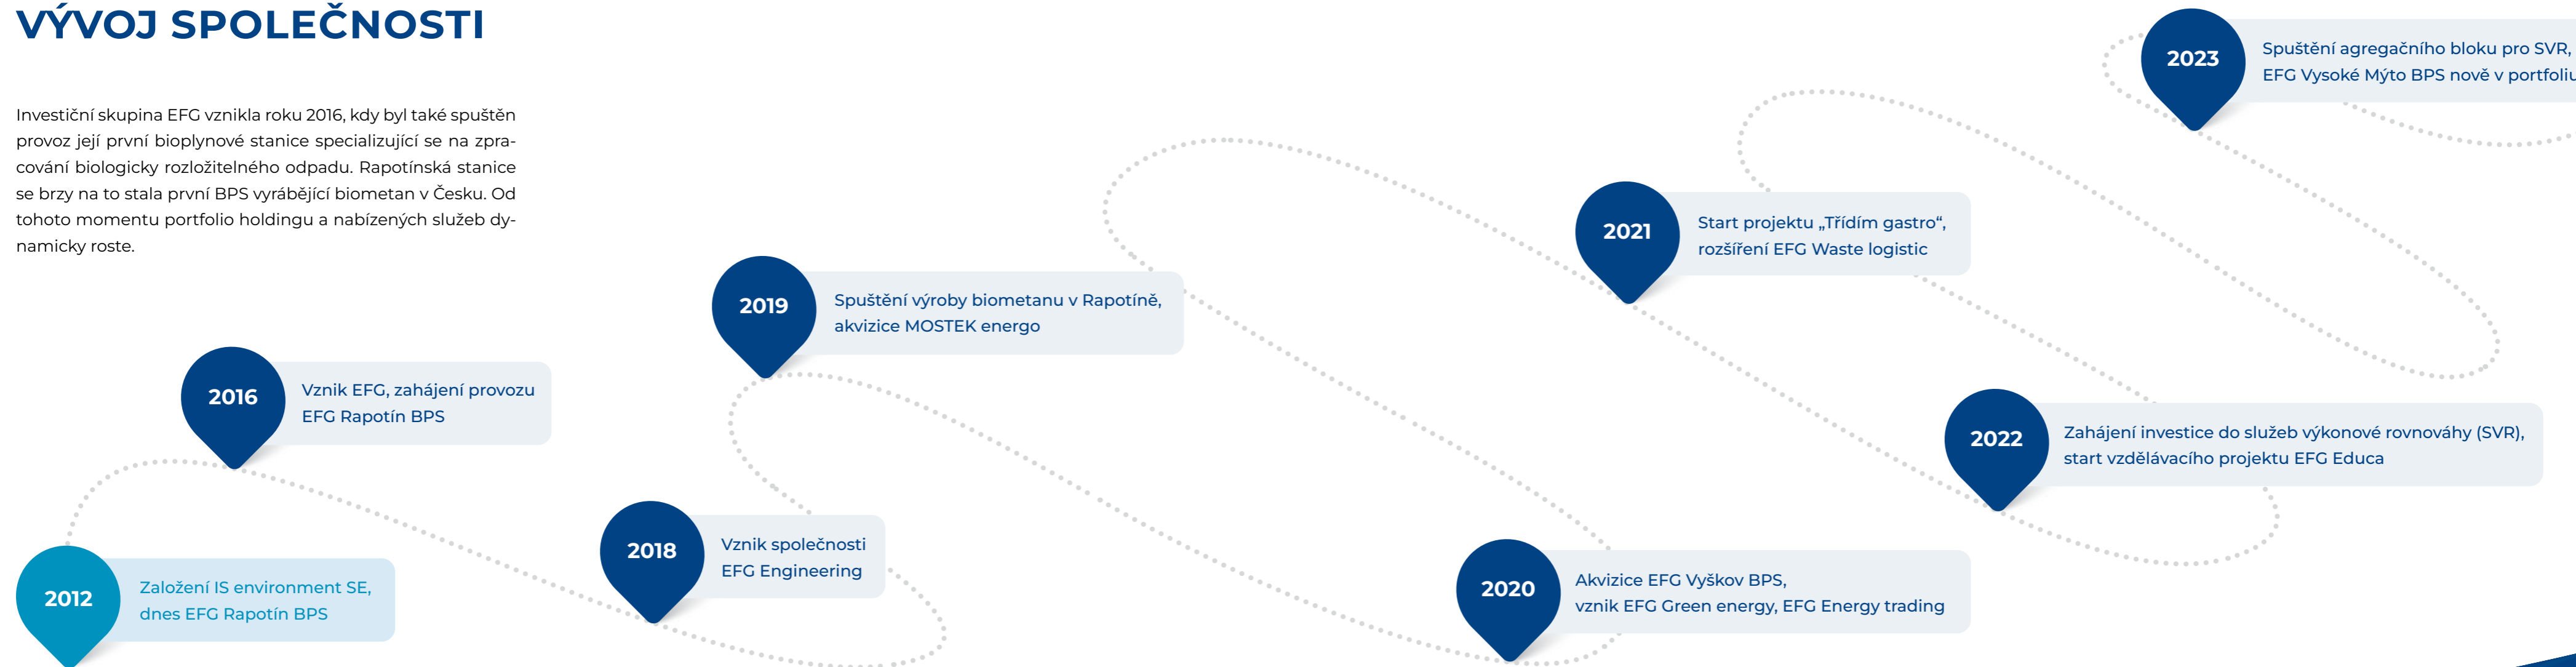 VÝVOJ SPOLEČNOSTI
Investiční skupina EFG vznikla roku 2016, kdy byl také spuštěn
provoz její první bioplynové stanice specializující se na zpra-
cování biologicky rozložitelného odpadu. Rapotínská stanice
se brzy na to stala první BPS vyrábějící biometan v Česku. Od
tohoto momentu portfolio holdingu a nabízených služeb dy-
namicky roste.
2012
Založení IS environment SE,
dnes EFG Rapotín BPS
2016
Vznik EFG, zahájení provozu
EFG Rapotín BPS
2018
Vznik společnosti
EFG Engineering
2019
Spuštění výroby biometanu v Rapotíně,
akvizice MOSTEK energo
2020
Akvizice EFG Vyškov BPS,
vznik EFG Green energy, EFG Energy trading
2021
Start projektu „Třídím gastro“,
rozšíření EFG Waste logistic
2022
Zahájení investice do služeb výkonové rovnováhy (SVR),
start vzdělávacího projektu EFG Educa
2023
Spuštění agregačního bloku pro SVR,
EFG Vysoké Mýto BPS nově v portfoliu